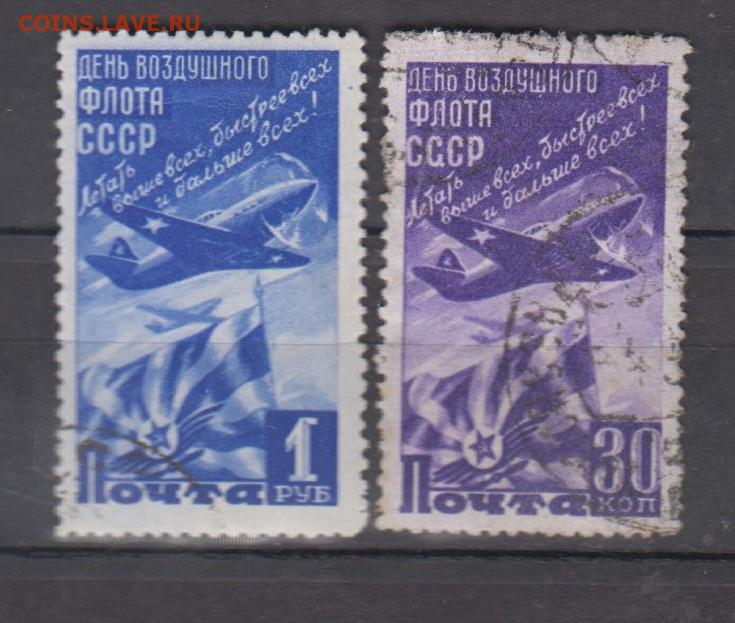 COINS.LAVE.RU
ДЕНЬ ВОЗДУШНОГО
ФЛОТА
СССР
Летать
выше всех, быстрее всех
и дальше всех!
1
РУБ
Почта
ДЕНЬ ВОЗДУШНОГО
ФЛОТА
СССР
Летать
выше всех, быстрее всех
и дальше всех!
30
Почта КОП